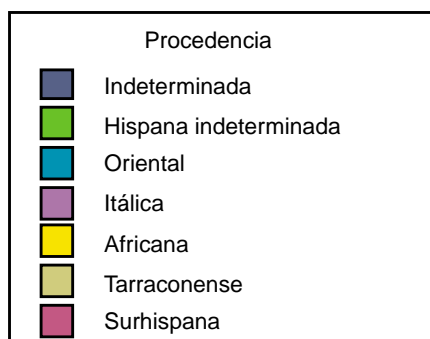 Procedencia
Indeterminada
Hispana indeterminada
Oriental
Itálica
Africana
Tarraconense
Surhispana